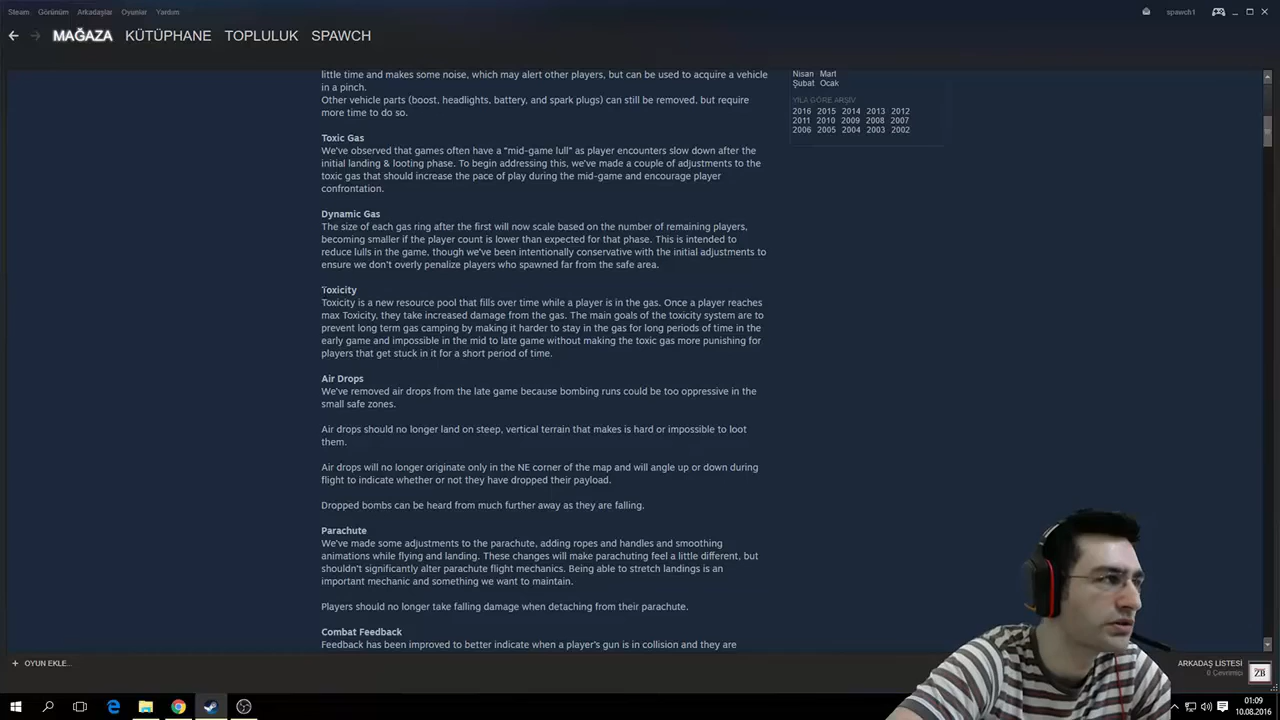 Steam Görünüm Arkadaşlar Oyunlar Yardım
spawch1
MAĞAZA KÜTÜPHANE TOPLULUK SPAWCH
little time and makes some noise, which may alert other players, but can be used to acquire a vehicle
in a pinch.
Other vehicle parts (boost, headlights, battery, and spark plugs) can still be removed, but require
more time to do so.
Toxic Gas
We've observed that games often have a "mid-game lull" as player encounters slow down after the
initial landing & looting phase. To begin addressing this, we've made a couple of adjustments to the
toxic gas that should increase the pace of play during the mid-game and encourage player
confrontation.
Dynamic Gas
The size of each gas ring after the first will now scale based on the number of remaining players,
becoming smaller if the player count is lower than expected for that phase. This is intended to
reduce lulls in the game, though we've been intentionally conservative with the initial adjustments to
ensure we don't overly penalize players who spawned far from the safe area.
Toxicity
Toxicity is a new resource pool that fills over time while a player is in the gas. Once a player reaches
max Toxicity, they take increased damage from the gas. The main goals of the toxicity system are to
prevent long term gas camping by making it harder to stay in the gas for long periods of time in the
early game and impossible in the mid to late game without making the toxic gas more punishing for
players that get stuck in it for a short period of time.
Air Drops
We've removed air drops from the late game because bombing runs could be too oppressive in the
small safe zones.
Air drops should no longer land on steep, vertical terrain that makes is hard or impossible to loot
them.
Air drops will no longer originate only in the NE corner of the map and will angle up or down during
flight to indicate whether or not they have dropped their payload.
Dropped bombs can be heard from much further away as they are falling.
Parachute
We've made some adjustments to the parachute, adding ropes and handles and smoothing
animations while flying and landing. These changes will make parachuting feel a little different, but
shouldn't significantly alter parachute flight mechanics. Being able to stretch landings is an
important mechanic and something we want to maintain.
Players should no longer take falling damage when detaching from their parachute.
Combat Feedback
Feedback has been improved to better indicate when a player's gun is in collision and they are
Nisan Mart
Şubat Ocak
YILA GÖRE ARŞİV
2016 2015 2014 2013 2012
2011 2010 2009 2008 2007
2006 2005 2004 2003 2002
+ OYUN EKLE...
ARKADAŞ LİSTESİ
0 Çevrimiçi
01:09
10.08.2016